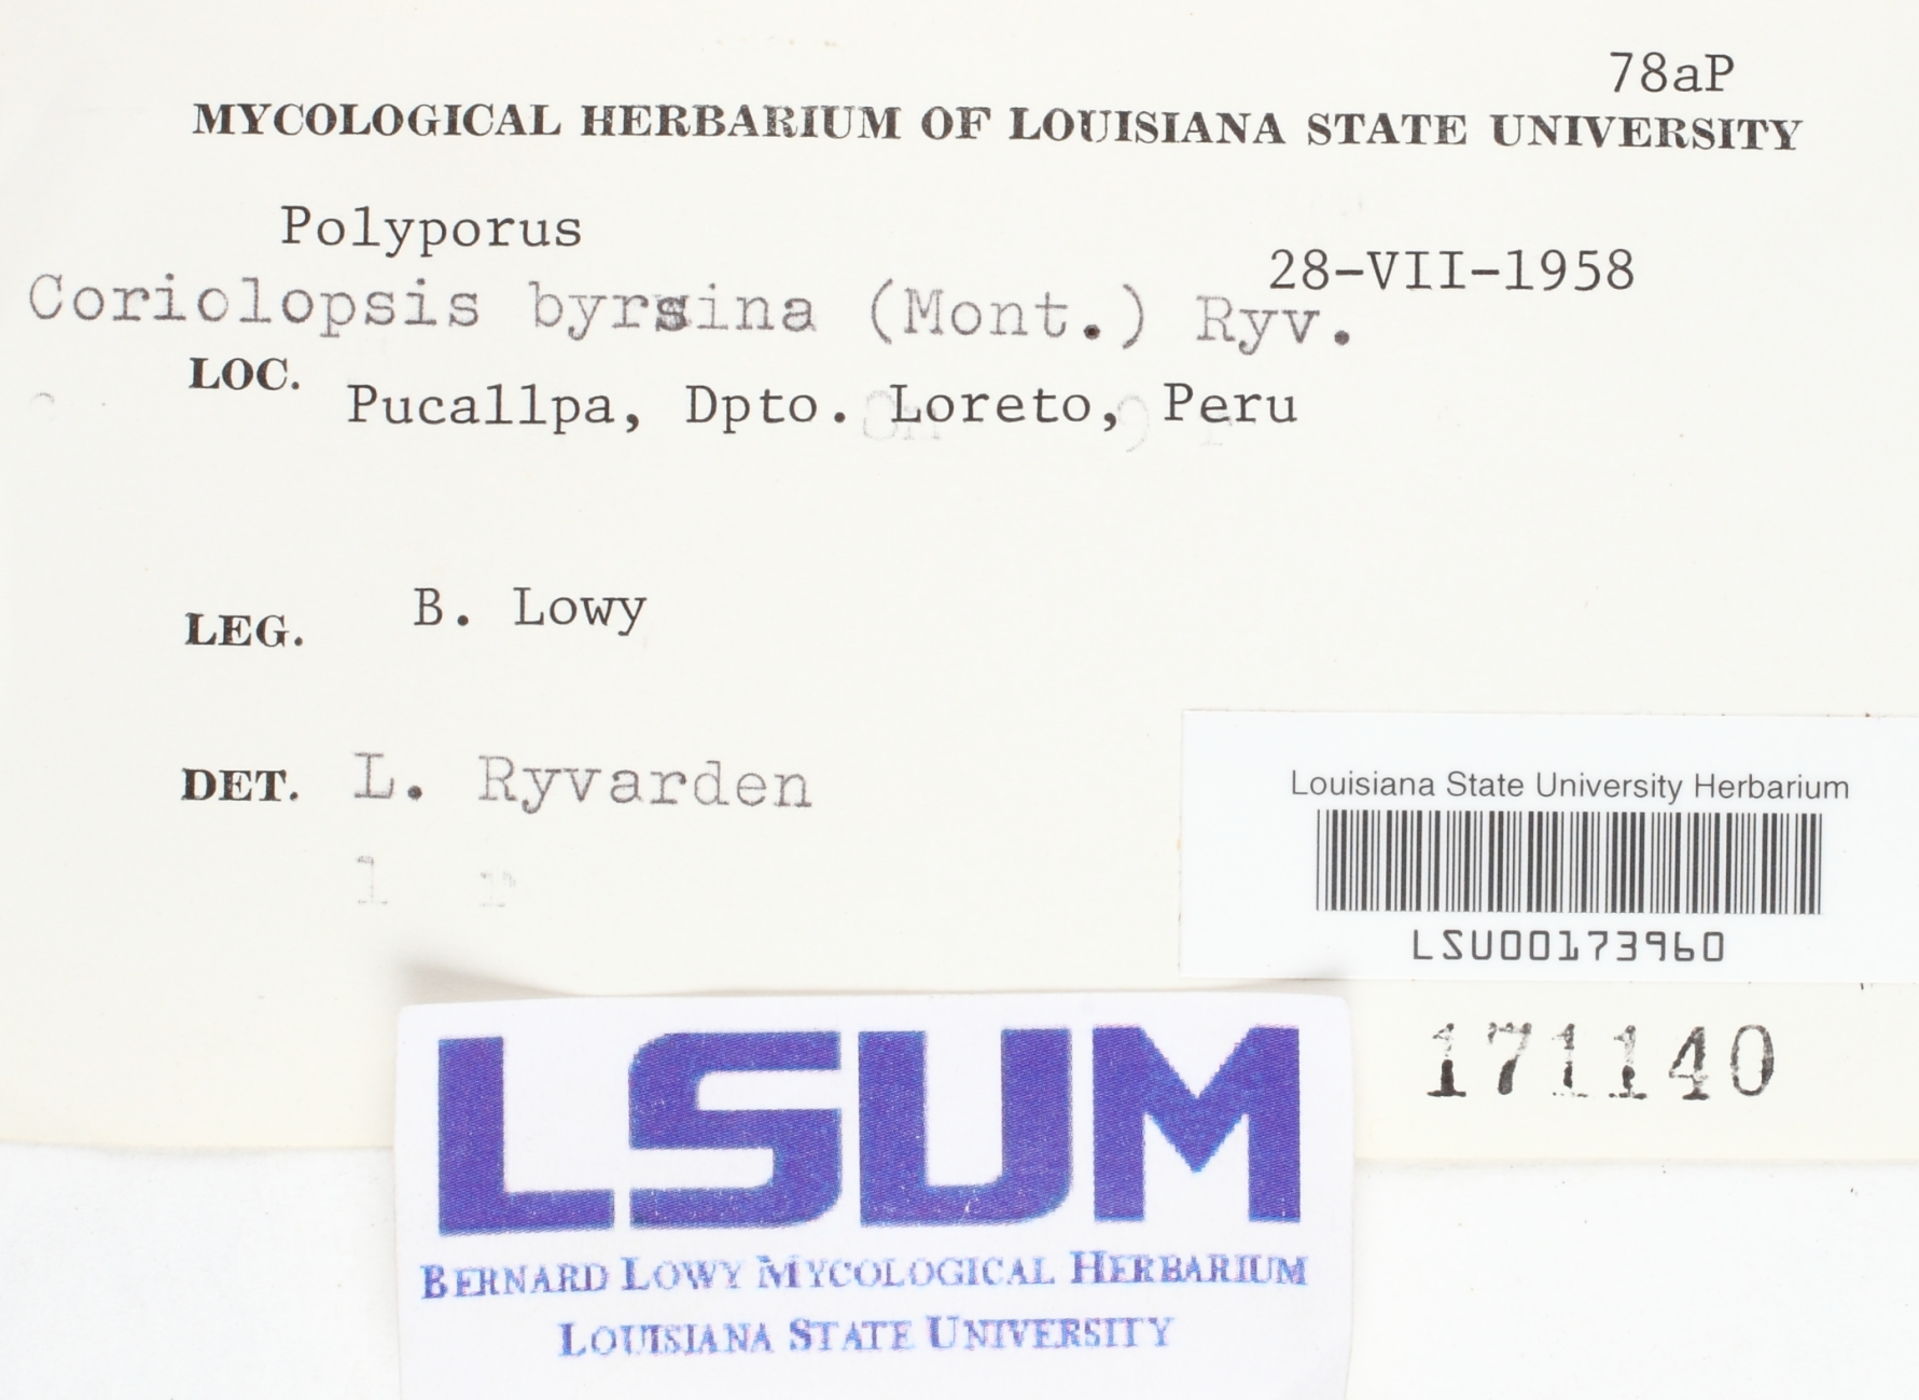 78aP
MYCOLOGICAL HERBARIUM OF LOUISIANA STATE UNIVERSITY
Polyporus
28-VII-1958
Coriolopsis byrsina (Mont.) Ryv.
LOC. Pucallpa, Dpto. Loreto, Peru
LEG. B. Lowy
DET. L. Ryvarden
l r
Louisiana State University Herbarium
LSU00173960
171140
LSUM
BERNARD LOWY MYCOLOGICAL HERBARIUM
LOUISIANA STATE UNIVERSITY